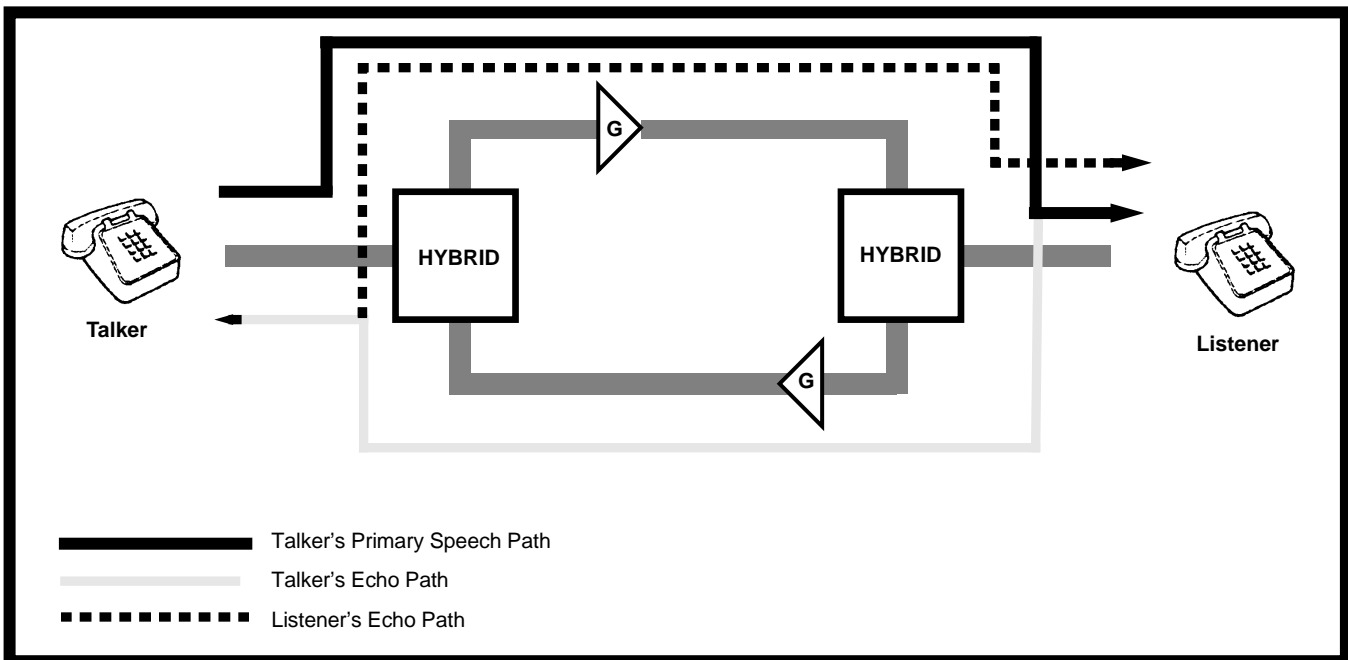 G
HYBRID
HYBRID
Talker
Listener
G
Talker's Primary Speech Path
Talker's Echo Path
Listener's Echo Path